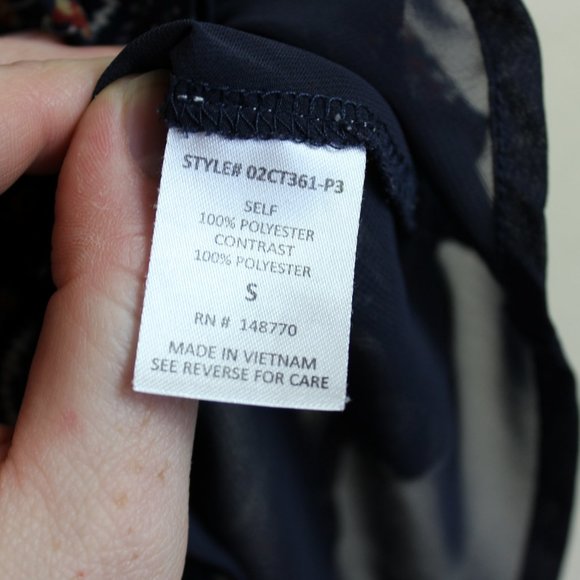 STYLE# 02CT361-P3
SELF
100% POLYESTER
CONTRAST
100% POLYESTER
S
RN # 148770
MADE IN VIETNAM
SEE REVERSE FOR CARE